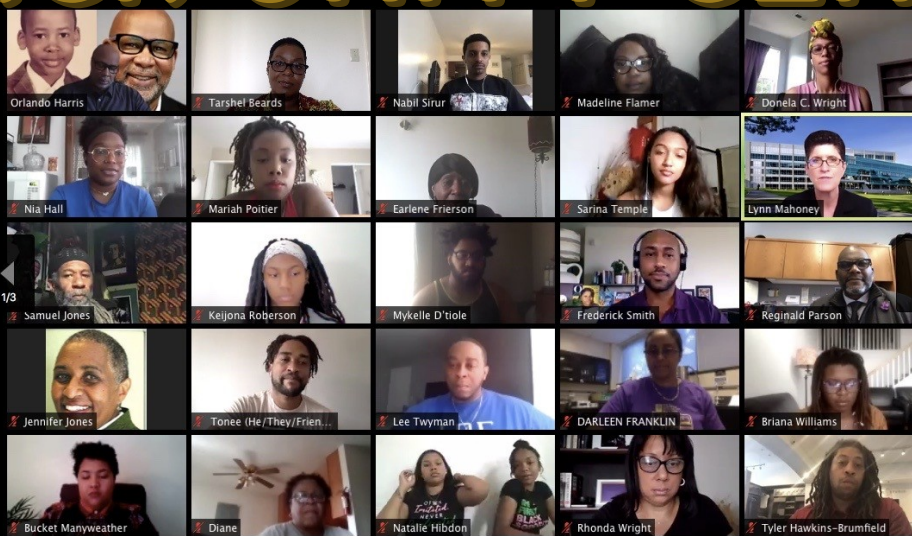 Orlando Harris
Tarshel Beards
Nabil Sirur
Madeline Flamer
Donela C. Wright
Nia Hall
Mariah Poitier
Earlene Frierson
Sarina Temple
Lynn Mahoney
1/3
Samuel Jones
Keijona Roberson
Mykelle D'tiole
Frederick Smith
Reginald Parson
Jennifer Jones
Tonee (He/They/Frien...
Lee Twyman
DARLEEN FRANKLIN
Briana Williams
Bucket Manyweather
Diane
Natalie Hibdon
Rhonda Wright
Tyler Hawkins-Brumfield